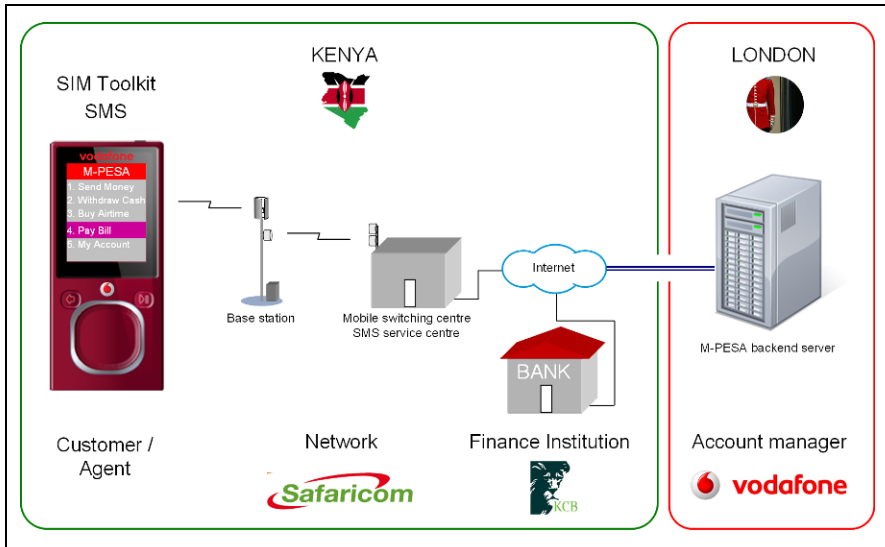 KENYA
LONDON
SIM Toolkit
SMS
vodafone
M-PESA
1. Send Money
2. Withdraw Cash
3. Buy Airtime
4. Pay Bill
5. My Account
Base station
Mobile switching centre
SMS service centre
Internet
BANK
M-PESA backend server
Customer /
Agent
Network
Finance Institution
Account manager
Safaricom
KCB
vodafone